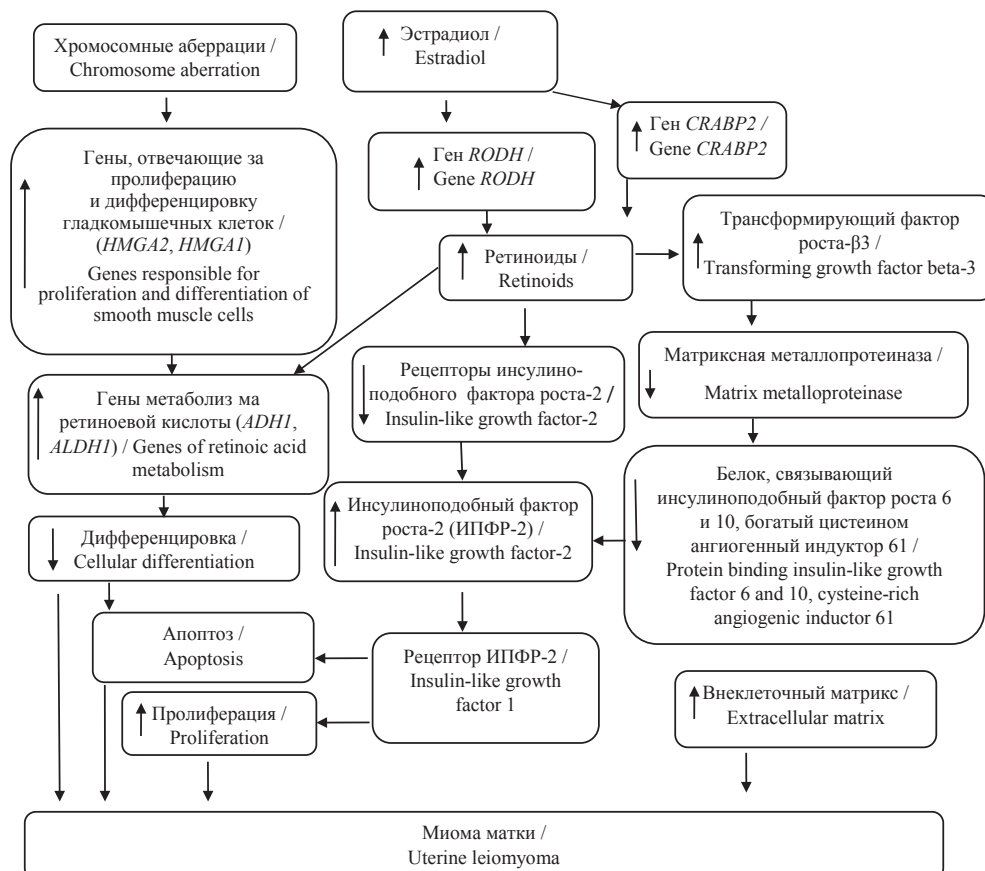 Хромосомные аберрации /
Chromosome aberration
Эстрадиол /
Estradiol
Ген CRABP2 /
Gene CRABP2
Ген RODH /
Gene RODH
Гены, отвечающие за
пролиферацию
и дифференцировку
гладкомышечных клеток /
(HMGA2, HMGA1)
Genes responsible for
proliferation and differentiation of
smooth muscle cells
Ретиноиды /
Retinoids
Трансформирующий фактор
роста-β3 /
Transforming growth factor beta-3
Рецепторы инсулино-
подобного фактора роста-2 /
Insulin-like growth factor-2
Матриксная металлопротеиназа /
Matrix metalloproteinase
Гены метаболиз ма
ретиноевой кислоты (ADH1,
ALDH1) / Genes of retinoic acid
metabolism
Инсулиноподобный фактор
роста-2 (ИПФР-2) /
Insulin-like growth factor-2
Белок, связывающий
инсулиноподобный фактор роста 6
и 10, богатый цистеином
ангиогенный индуктор 61 /
Protein binding insulin-like growth
factor 6 and 10, cysteine-rich
angiogenic inductor 61
Дифференцировка /
Cellular differentiation
Апоптоз /
Apoptosis
Рецептор ИПФР-2 /
Insulin-like growth
factor 1
Пролиферация /
Proliferation
Внеклеточный матрикс /
Extracellular matrix
Миома матки /
Uterine leiomyoma